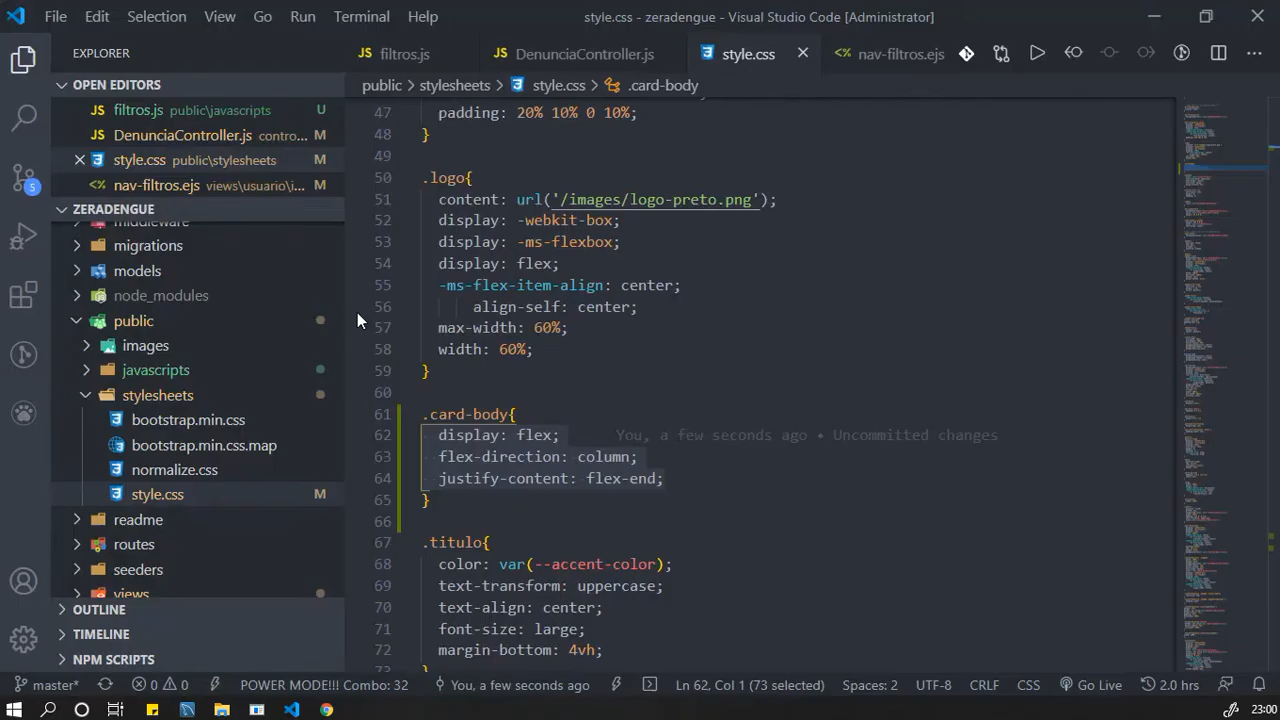 File Edit Selection View Go Run Terminal Help
style.css - zeradengue - Visual Studio Code [Administrator]
EXPLORER
filtros.js
DenunciaController.js
style.css
nav-filtros.ejs
OPEN EDITORS
filtros.js public\javascripts U
DenunciaController.js contro... M
style.css public\stylesheets M
nav-filtros.ejs views\usuario\i... M
ZERADENGUE
middleware
migrations
models
node_modules
public
images
javascripts
stylesheets
bootstrap.min.css
bootstrap.min.css.map
normalize.css
style.css M
readme
routes
seeders
views
OUTLINE
TIMELINE
NPM SCRIPTS
5
public > stylesheets > style.css > .card-body
47 padding: 20% 10% 0 10%;
48 }
49
50 .logo{
51 content: url('/images/logo-preto.png');
52 display: -webkit-box;
53 display: -ms-flexbox;
54 display: flex;
55 -ms-flex-item-align: center;
56 align-self: center;
57 max-width: 60%;
58 width: 60%;
59 }
60
61 .card-body{
62 display: flex; You, a few seconds ago • Uncommitted changes
63 flex-direction: column;
64 justify-content: flex-end;
65 }
66
67 .titulo{
68 color: var(--accent-color);
69 text-transform: uppercase;
70 text-align: center;
71 font-size: large;
72 margin-bottom: 4vh;
73 }
master* 0 0 POWER MODE!!! Combo: 32 You, a few seconds ago Ln 62, Col 1 (73 selected) Spaces: 2 UTF-8 CRLF CSS Go Live 2.0 hrs
23:00